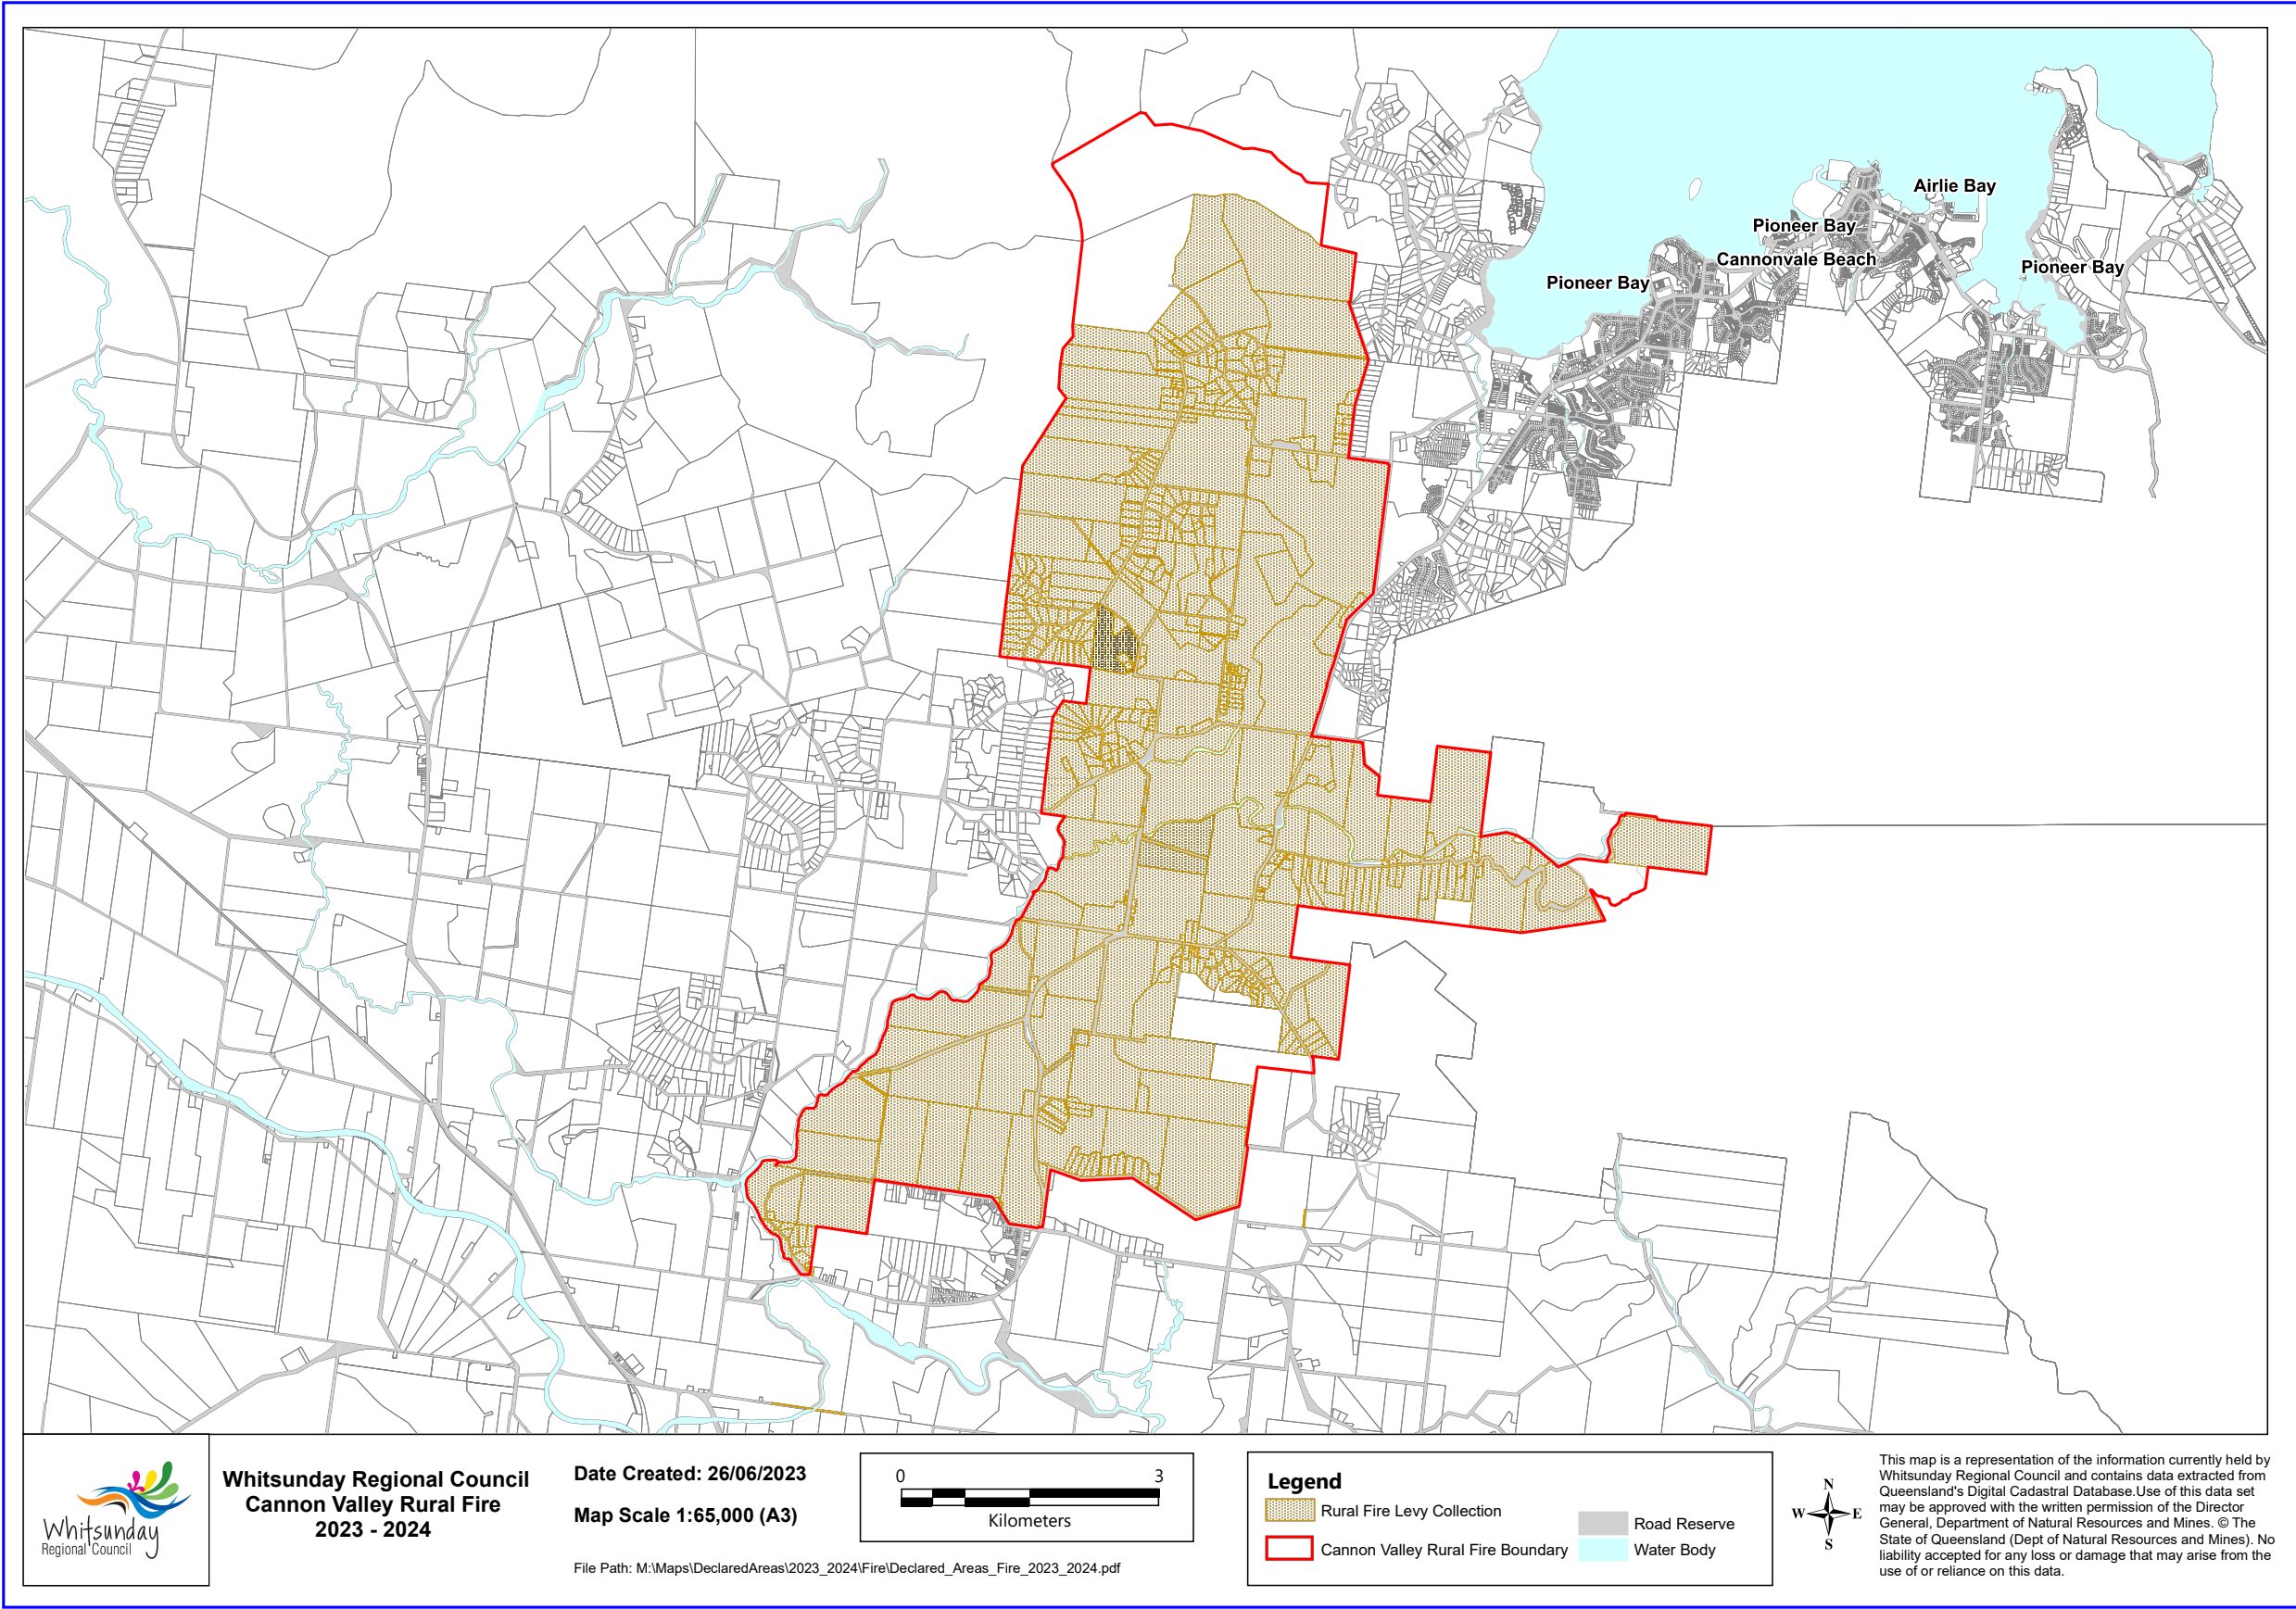 Airlie Bay
Pioneer Bay
Cannonvale Beach
Pioneer Bay
Pioneer Bay
Whitsunday
Regional Council
Whitsunday Regional Council
Cannon Valley Rural Fire
2023 - 2024
Date Created: 26/06/2023
Map Scale 1:65,000 (A3)
File Path: M:\Maps\DeclaredAreas\2023_2024\Fire\Declared_Areas_Fire_2023_2024.pdf
0 3
Kilometers
Legend
Rural Fire Levy Collection
Cannon Valley Rural Fire Boundary
Road Reserve
Water Body
N
W E
S
This map is a representation of the information currently held by
Whitsunday Regional Council and contains data extracted from
Queensland's Digital Cadastral Database.Use of this data set
may be approved with the written permission of the Director
General, Department of Natural Resources and Mines. © The
State of Queensland (Dept of Natural Resources and Mines). No
liability accepted for any loss or damage that may arise from the
use of or reliance on this data.